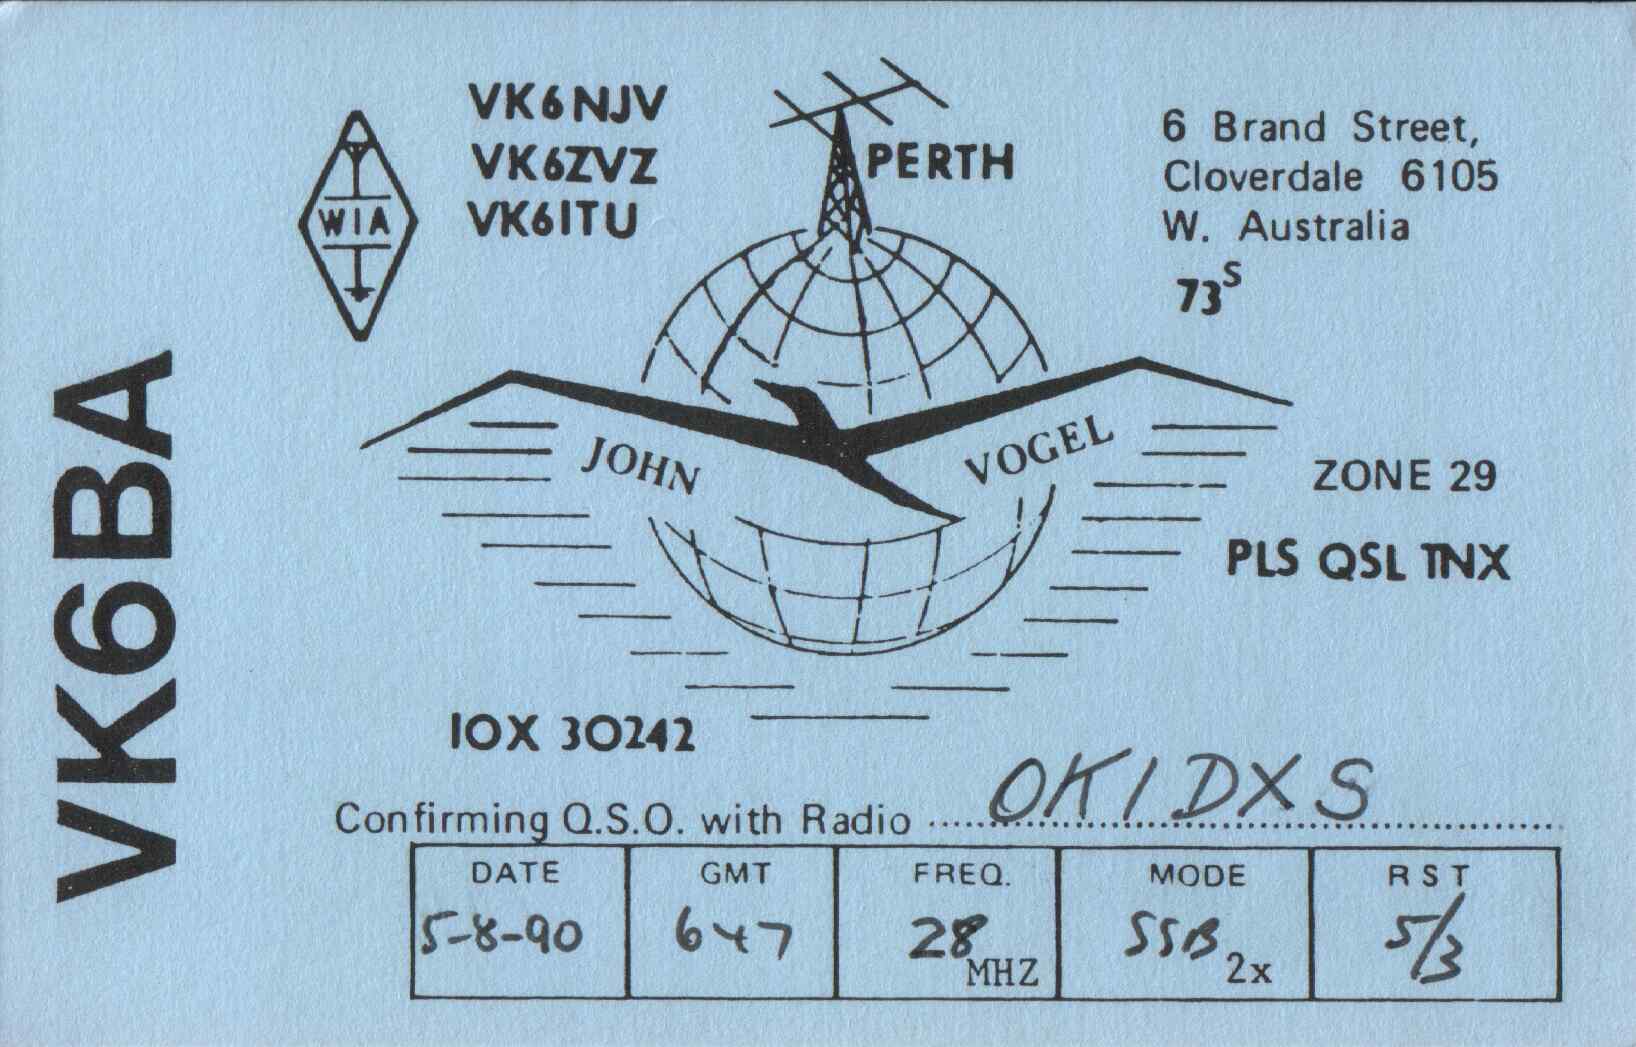 VK6BA
WIA
VK6NJV
VK6ZVZ
VK6ITU
PERTH
6 Brand Street,
Cloverdale 6105
W. Australia
73S
JOHN VOGEL
ZONE 29
PLS QSL TNX
10X 30242
Confirming Q.S.O. with Radio OK1DXS
DATE GMT FREQ. MODE RST
5-8-90 647 28 MHZ SSB 2x 5/3